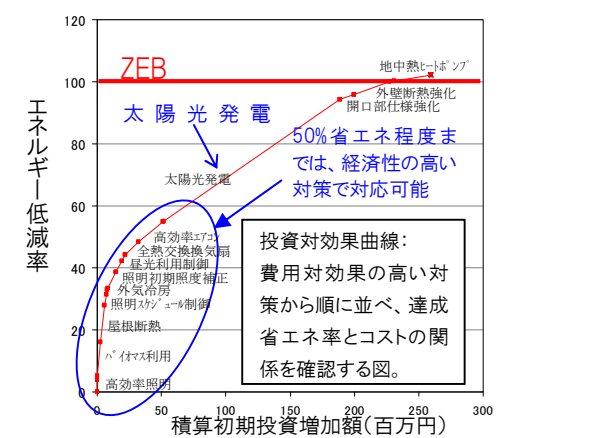 120
100
80
60
40
20
0
エネルギー低減率
ZEB
地中熱ヒートポンプ
外壁断熱強化
開口部仕様強化
太陽光発電
50%省エネ程度ま
では、経済性の高い
対策で対応可能
太陽光発電
高効率エアコン
全熱交換換気扇
昼光利用制御
照明初期照度補正
外気冷房
照明スケジュール制御
屋根断熱
バイオマス利用
高効率照明
投資対効果曲線：
費用対効果の高い対
策から順に並べ、達成
省エネ率とコストの関
係を確認する図。
0 50 100 150 200 250 300
積算初期投資増加額（百万円）